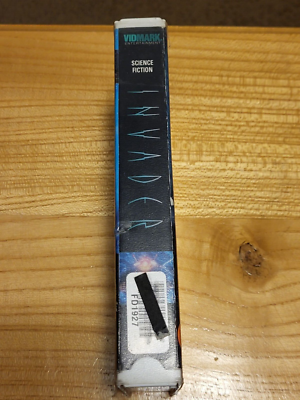 VIDMARK
ENTERTAINMENT
SCIENCE
FICTION
INVADER
FD1927